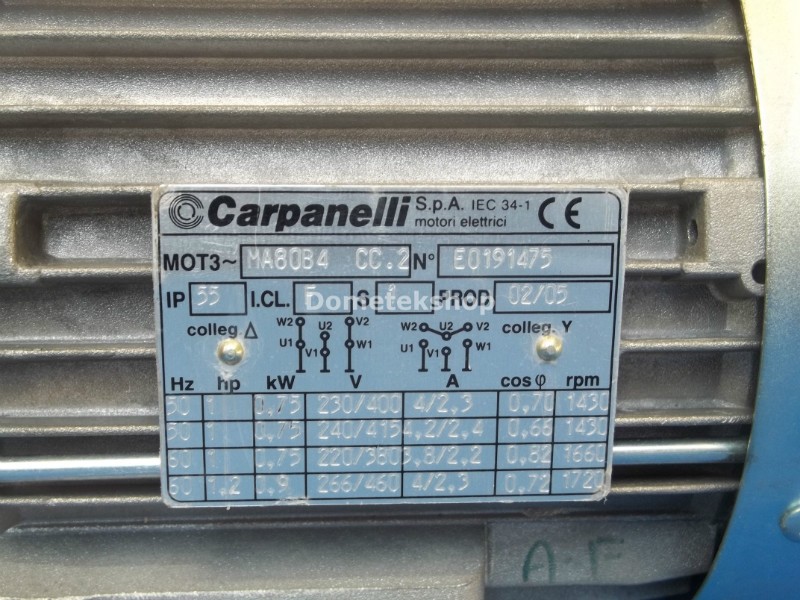 Carpanelli S.p.A. IEC 34-1 CE
motori elettrici
MOT3~ MA80B4 CC.2 N° E0191475
IP 55 I.CL. F PROD. 02/05
Dometekshop
colleg. Δ W2 U2 V2 U1 V1 W1 W2 U2 V2 U1 V1 W1 colleg. Y
Hz hp kW V A cos φ rpm
50 1 0,75 230/400 4/2,3 0,70 1430
50 1 0,75 240/415 4,2/2,4 0,66 1430
60 1 0,75 220/380 3,8/2,2 0,82 1660
60 1,2 0,9 266/460 4/2,3 0,72 1720
A-F